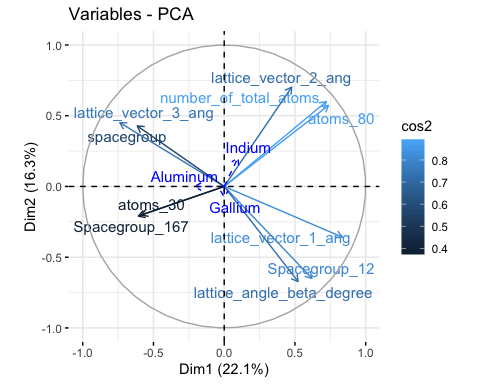 Variables - PCA
1.0
lattice_vector_2_ang
number_of_total_atoms
0.5
lattice_vector_3_ang
atoms_80
spacegroup
Indium
Aluminum
0.0
atoms_30
Gallium
Spacegroup_167
lattice_vector_1_ang
-0.5
Spacegroup_12
lattice_angle_beta_degree
-1.0
-1.0 -0.5 0.0 0.5 1.0
Dim1 (22.1%)
Dim2 (16.3%)
cos2
0.8
0.7
0.6
0.5
0.4